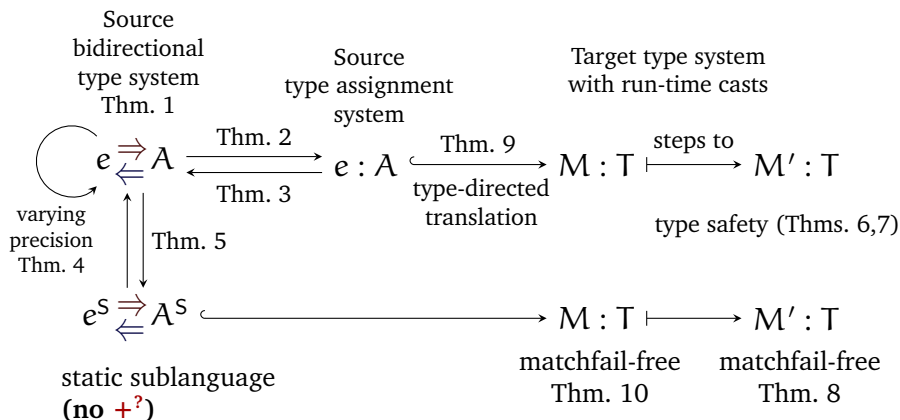 Source
bidirectional
type system
Thm. 1
Source
type assignment
system
Target type system
with run-time casts
e ⇒ ⇐ A
Thm. 2
Thm. 3
e : A
Thm. 9
type-directed
translation
M : T
steps to
M′ : T
varying
precision
Thm. 4
Thm. 5
type safety (Thms. 6,7)
eˢ ⇒ ⇐ Aˢ
M : T
M′ : T
static sublanguage
(no +?)
matchfail-free
Thm. 10
matchfail-free
Thm. 8